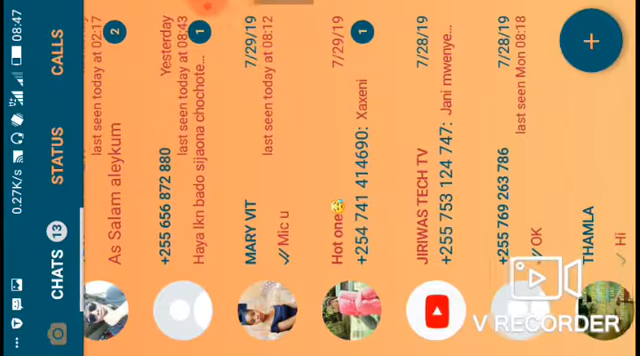 0.27K/s
08:47
CHATS 13
STATUS
CALLS
last seen today at 02:17
As Salam aleykum
2
+255 656 872 880
Yesterday
last seen today at 08:43
Haya lkn bado sijaona chochote...
1
MARY VIT
7/29/19
last seen today at 08:12
Mic u
Hot one
7/29/19
+254 741 414690: Xaxeni
1
JIRIWAS TECH TV
7/28/19
+255 753 124 747: Jani mwenye...
+255 769 263 786
7/28/19
last seen Mon 08:18
OK
THAMLA
Hi
V RECORDER